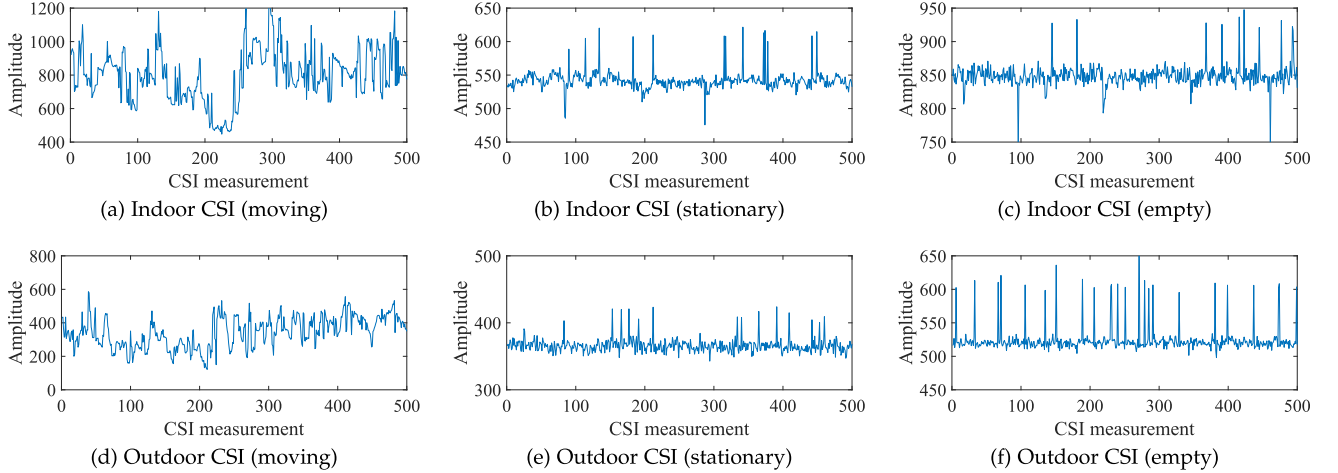 1200
1000
800
600
400
Amplitude
0 100 200 300 400 500
CSI measurement
(a) Indoor CSI (moving)
650
600
550
500
450
Amplitude
0 100 200 300 400 500
CSI measurement
(b) Indoor CSI (stationary)
950
900
850
800
750
Amplitude
0 100 200 300 400 500
CSI measurement
(c) Indoor CSI (empty)
800
600
400
200
0
Amplitude
0 100 200 300 400 500
CSI measurement
(d) Outdoor CSI (moving)
500
400
300
Amplitude
0 100 200 300 400 500
CSI measurement
(e) Outdoor CSI (stationary)
650
600
550
500
450
Amplitude
0 100 200 300 400 500
CSI measurement
(f) Outdoor CSI (empty)